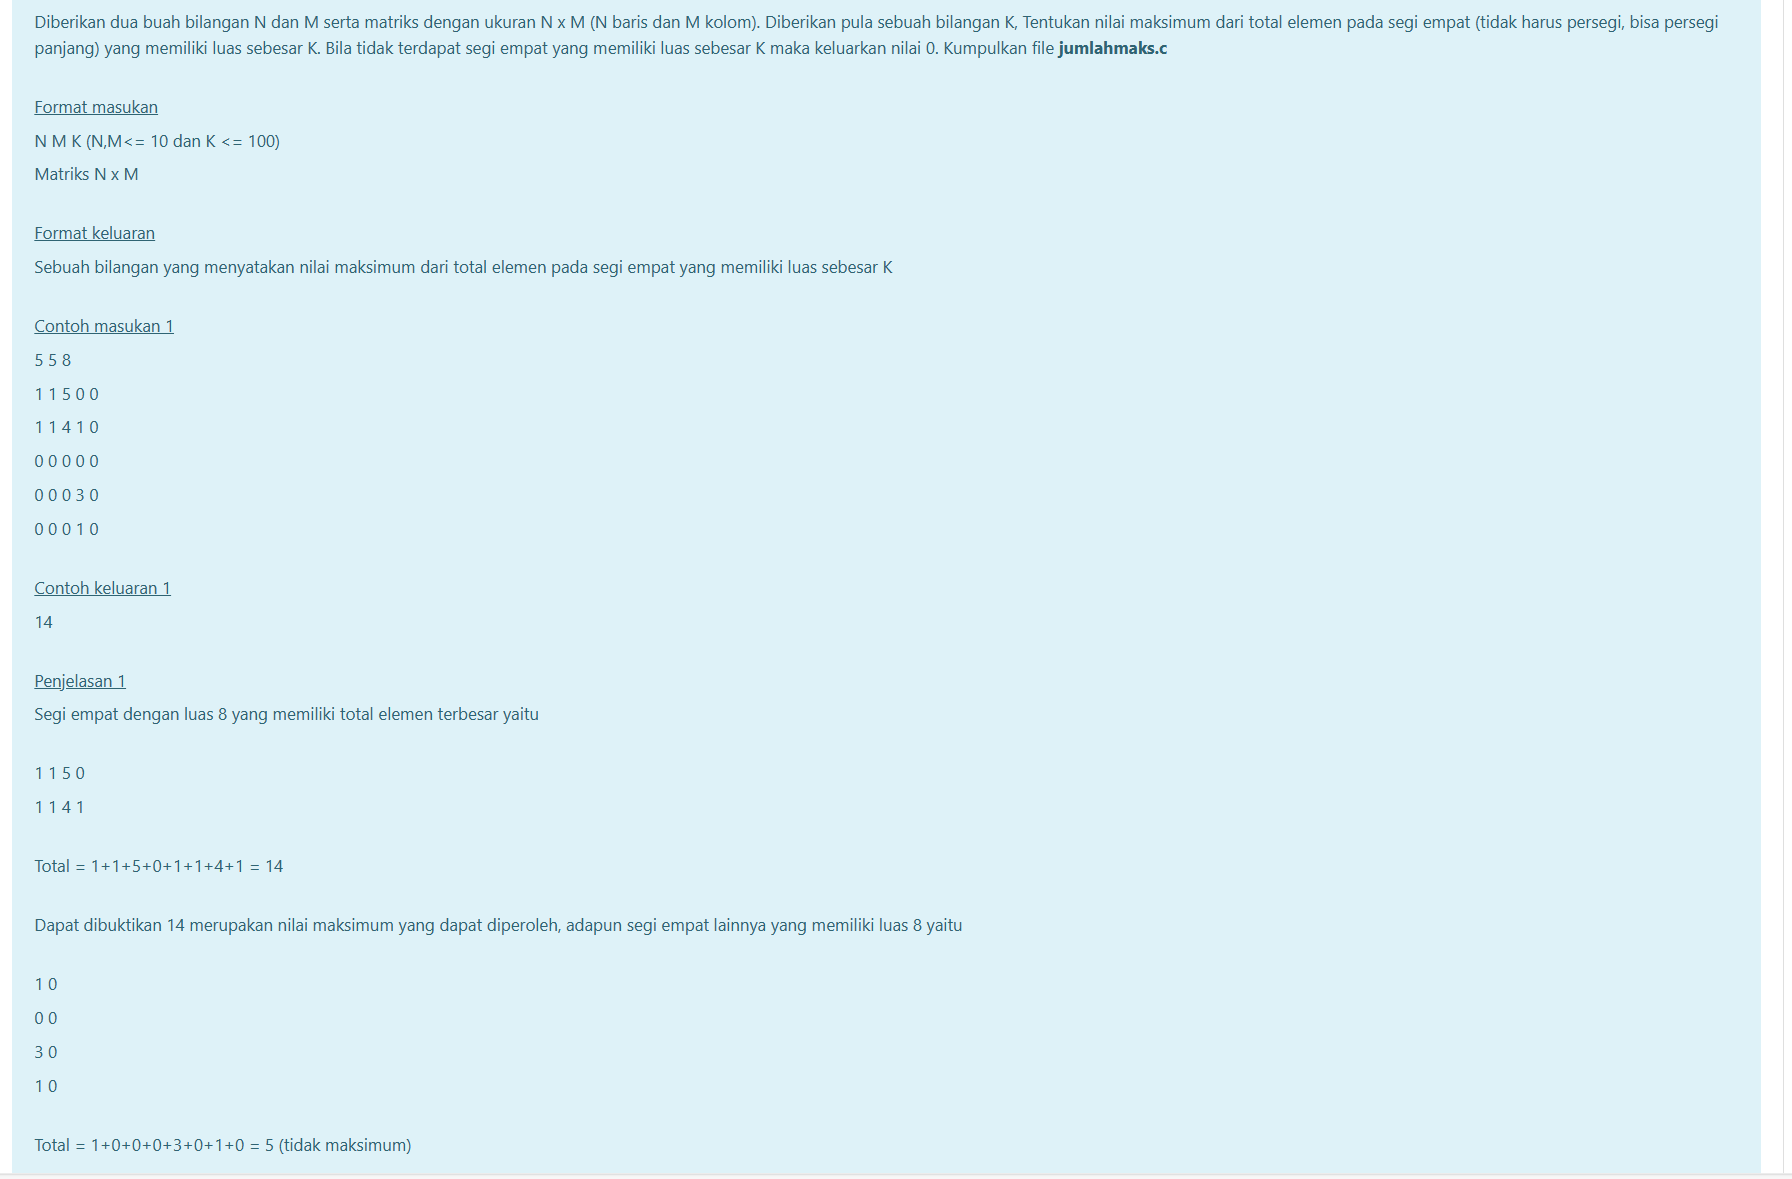 Diberikan dua buah bilangan N dan M serta matriks dengan ukuran N x M (N baris dan M kolom). Diberikan pula sebuah bilangan K, Tentukan nilai maksimum dari total elemen pada segi empat (tidak harus persegi, bisa persegi
panjang) yang memiliki luas sebesar K. Bila tidak terdapat segi empat yang memiliki luas sebesar K maka keluarkan nilai 0. Kumpulkan file jumlahmaks.c
Format masukan
N M K (N,M<= 10 dan K <= 100)
Matriks N x M
Format keluaran
Sebuah bilangan yang menyatakan nilai maksimum dari total elemen pada segi empat yang memiliki luas sebesar K
Contoh masukan 1
5 5 8
1 1 5 0 0
1 1 4 1 0
0 0 0 0 0
0 0 0 3 0
0 0 0 1 0
Contoh keluaran 1
14
Penjelasan 1
Segi empat dengan luas 8 yang memiliki total elemen terbesar yaitu
1 1 5 0
1 1 4 1
Total = 1+1+5+0+1+1+4+1 = 14
Dapat dibuktikan 14 merupakan nilai maksimum yang dapat diperoleh, adapun segi empat lainnya yang memiliki luas 8 yaitu
1 0
0 0
3 0
1 0
Total = 1+0+0+0+3+0+1+0 = 5 (tidak maksimum)